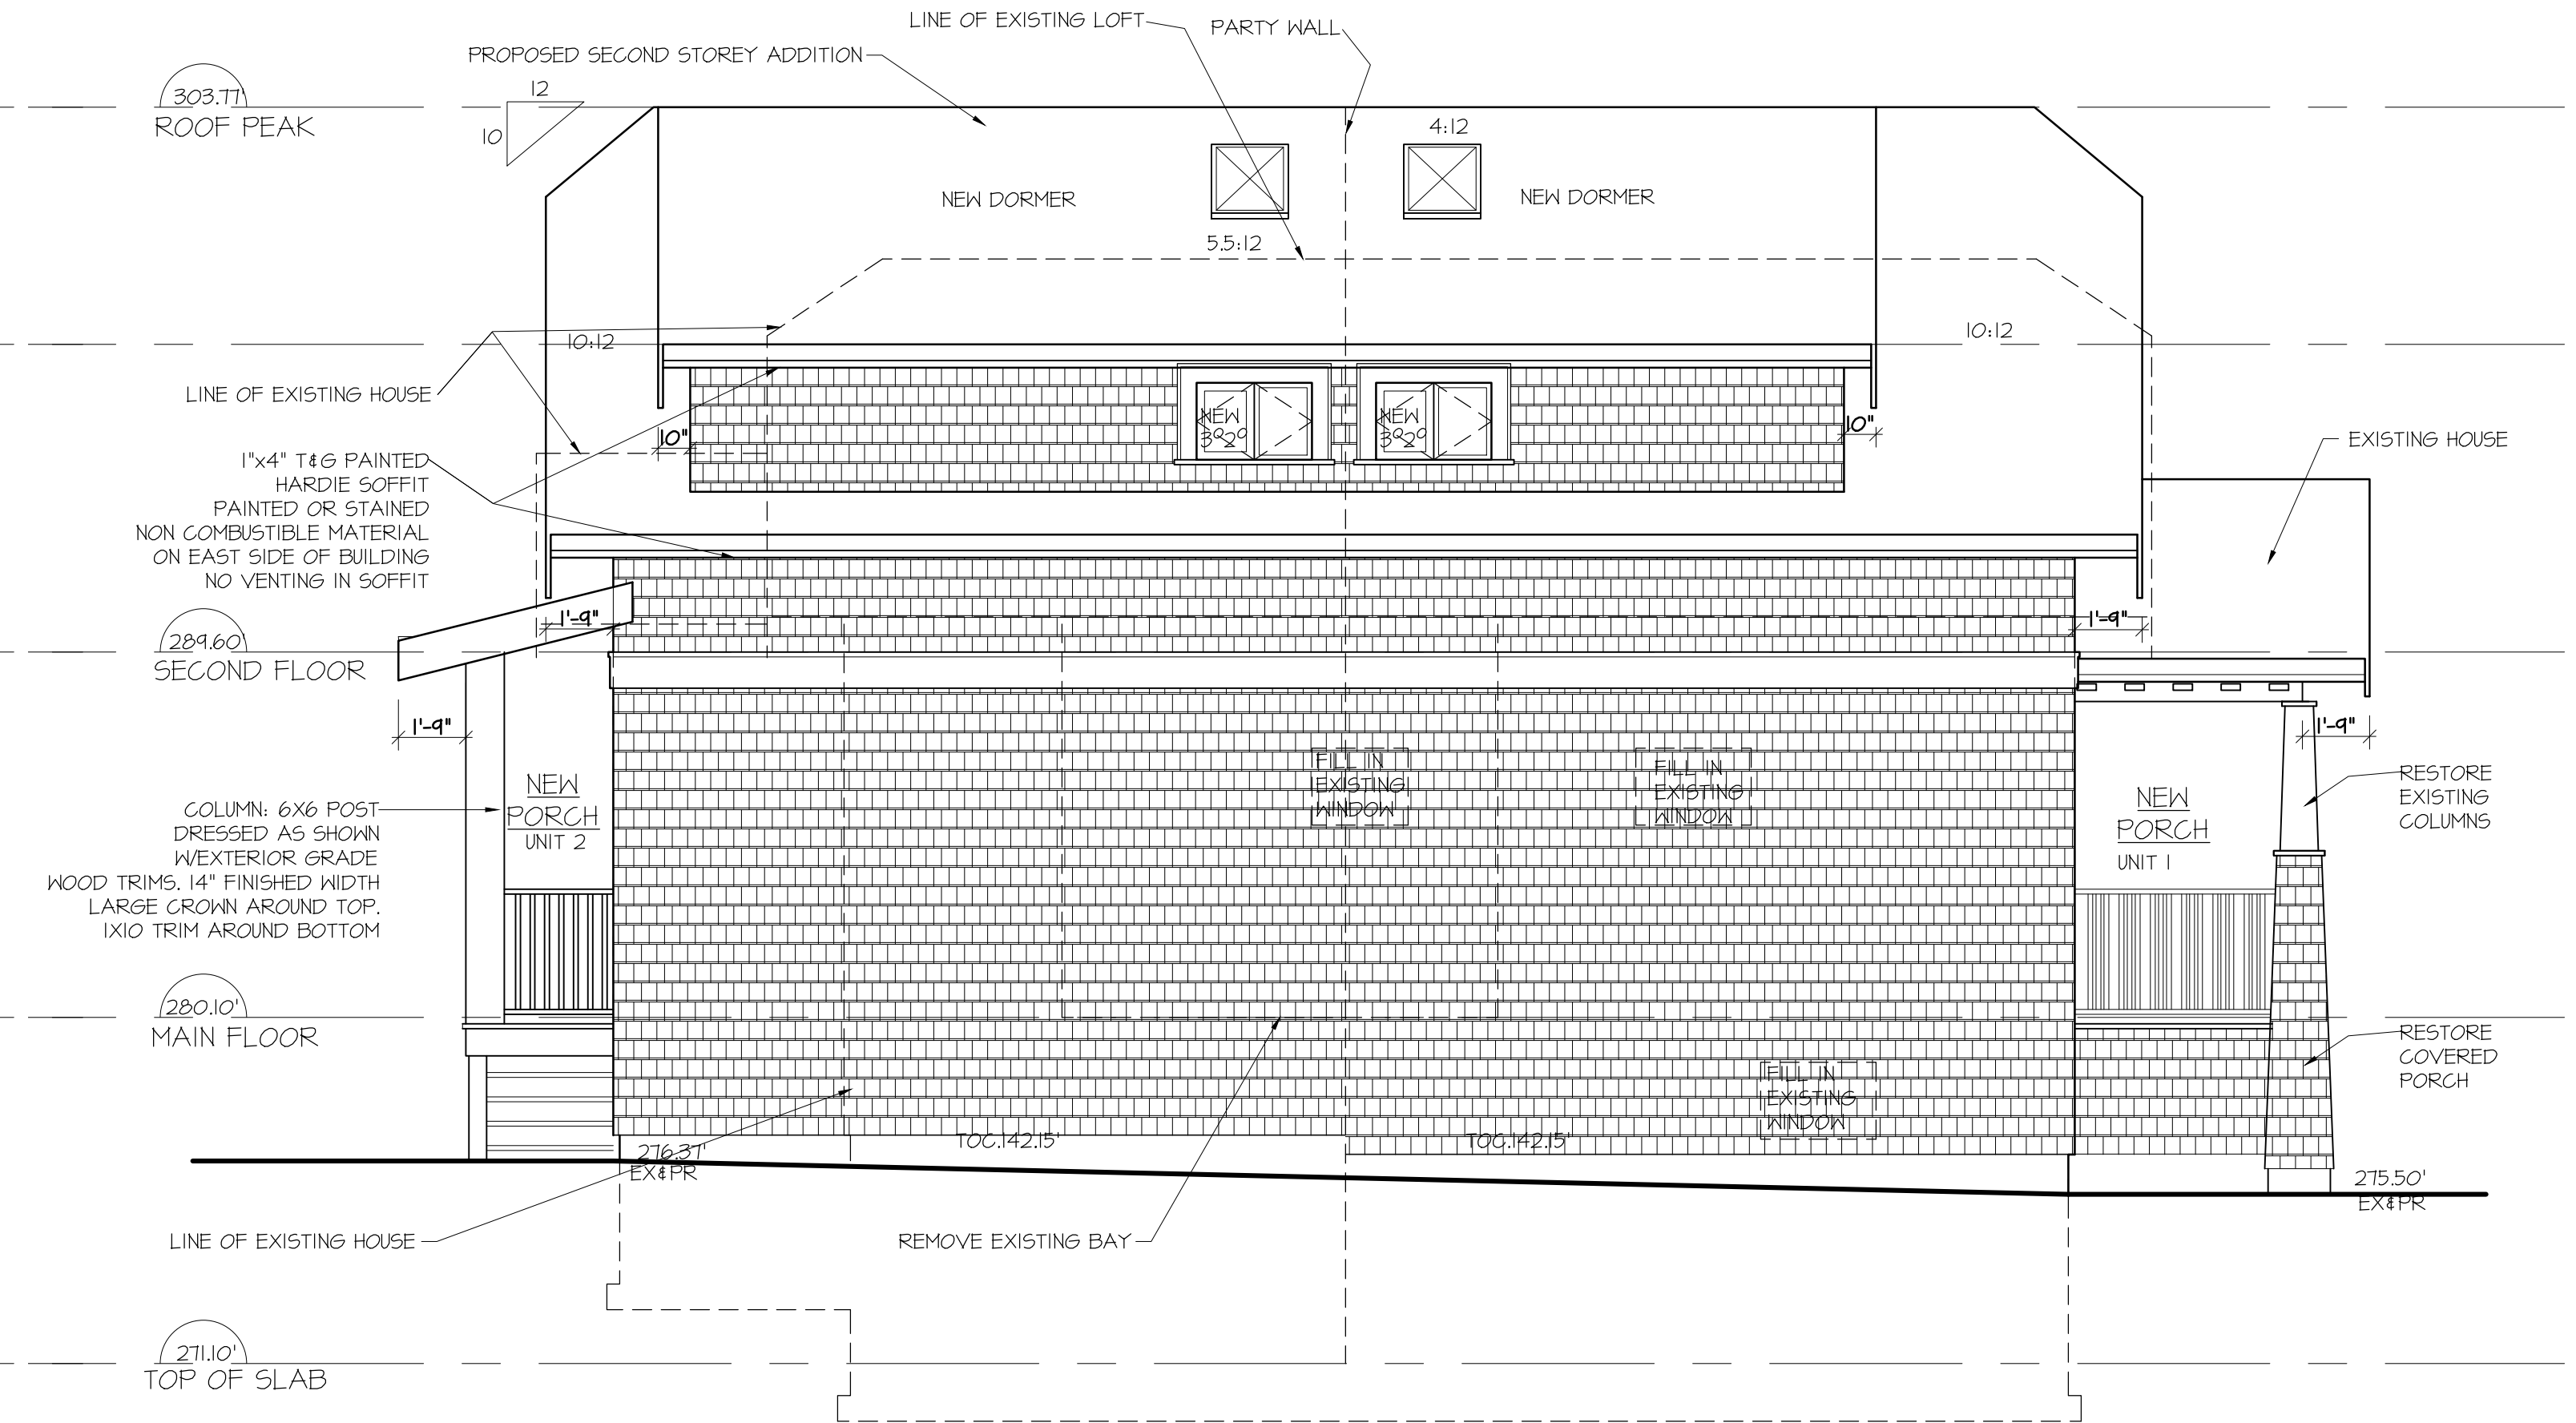 LINE OF EXISTING LOFT
PARTY WALL
PROPOSED SECOND STOREY ADDITION
303.77'
ROOF PEAK
12
10
4:12
NEW DORMER
NEW DORMER
5.5:12
10:12
10:12
LINE OF EXISTING HOUSE
NEW
3⁰2⁰
NEW
3⁰2⁰
10"
10"
EXISTING HOUSE
1"x4" T&G PAINTED
HARDIE SOFFIT
PAINTED OR STAINED
NON COMBUSTIBLE MATERIAL
ON EAST SIDE OF BUILDING
NO VENTING IN SOFFIT
1'-9"
1'-9"
289.60'
SECOND FLOOR
1'-9"
1'-9"
NEW
PORCH
UNIT 2
FILL IN
EXISTING
WINDOW
FILL IN
EXISTING
WINDOW
NEW
PORCH
UNIT 1
RESTORE
EXISTING
COLUMNS
COLUMN: 6X6 POST
DRESSED AS SHOWN
W/EXTERIOR GRADE
WOOD TRIMS. 14" FINISHED WIDTH
LARGE CROWN AROUND TOP.
1X10 TRIM AROUND BOTTOM
280.10'
MAIN FLOOR
RESTORE
COVERED
PORCH
FILL IN
EXISTING
WINDOW
276.37'
EX&PR
TOC.142.15'
TOC.142.15'
275.50'
EX&PR
LINE OF EXISTING HOUSE
REMOVE EXISTING BAY
271.10'
TOP OF SLAB